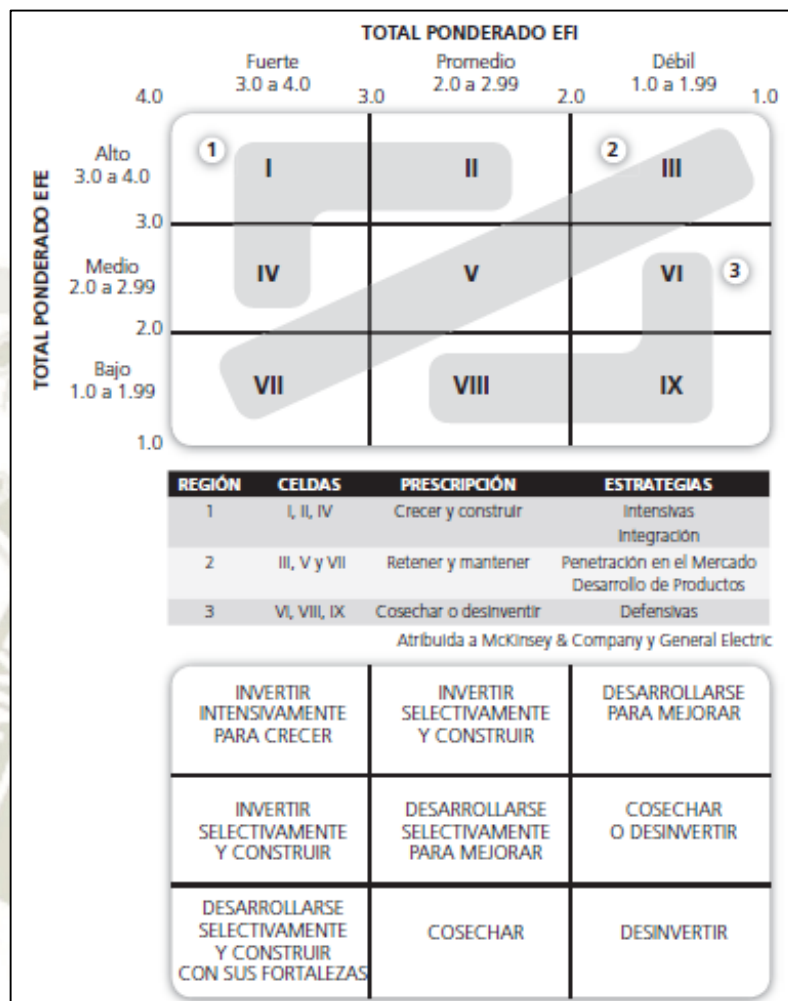 TOTAL PONDERADO EFI
Fuerte
3.0 a 4.0
Promedio
2.0 a 2.99
Débil
1.0 a 1.99
4.0
3.0
2.0
1.0
TOTAL PONDERADO EFE
Alto
3.0 a 4.0
3.0
Medio
2.0 a 2.99
2.0
Bajo
1.0 a 1.99
1.0
1
I
II
2
III
IV
V
VI
3
VII
VIII
IX
REGIÓN CELDAS PRESCRIPCIÓN ESTRATEGIAS
1 I, II, IV Crecer y construir Intensivas
Integración
2 III, V y VII Retener y mantener Penetración en el Mercado
Desarrollo de Productos
3 VI, VIII, IX Cosechar o desinventir Defensivas
Atribuida a McKinsey & Company y General Electric
INVERTIR
INTENSIVAMENTE
PARA CRECER
INVERTIR
SELECTIVAMENTE
Y CONSTRUIR
DESARROLLARSE
PARA MEJORAR
INVERTIR
SELECTIVAMENTE
Y CONSTRUIR
DESARROLLARSE
SELECTIVAMENTE
PARA MEJORAR
COSECHAR
O DESINVERTIR
DESARROLLARSE
SELECTIVAMENTE
Y CONSTRUIR
CON SUS FORTALEZAS
COSECHAR
DESINVERTIR